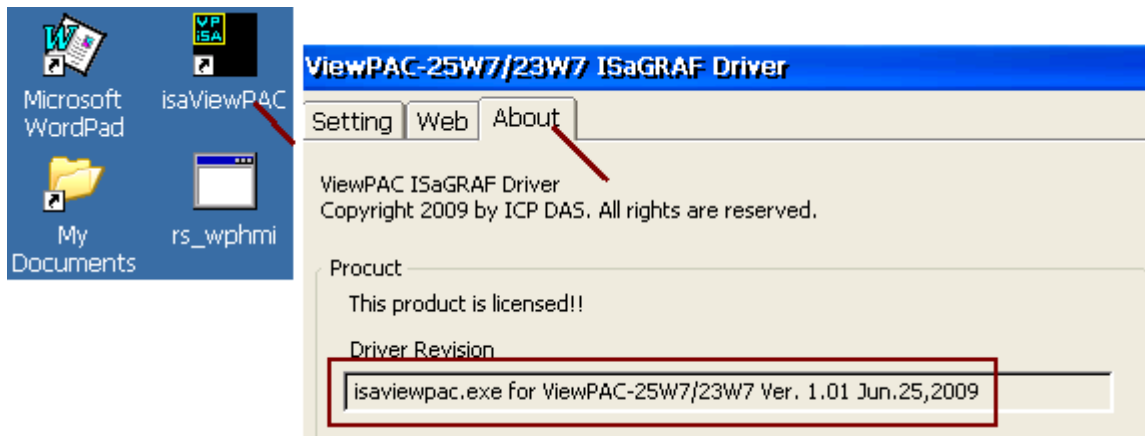 VP
iSA
Microsoft
WordPad
isaViewPAC
My
Documents
rs_wphmi
ViewPAC-25W7/23W7 ISaGRAF Driver
Setting Web About
ViewPAC ISaGRAF Driver
Copyright 2009 by ICP DAS. All rights are reserved.
Procuct
This product is licensed!!
Driver Revision
isaviewpac.exe for ViewPAC-25W7/23W7 Ver. 1.01 Jun.25,2009